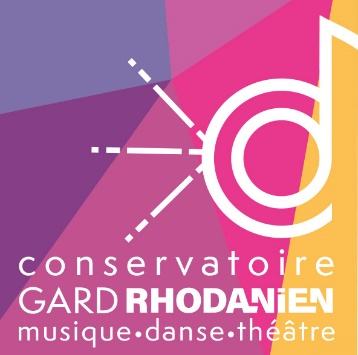 conservatoire
GARD RHODANiEN
musique•danse•théâtre